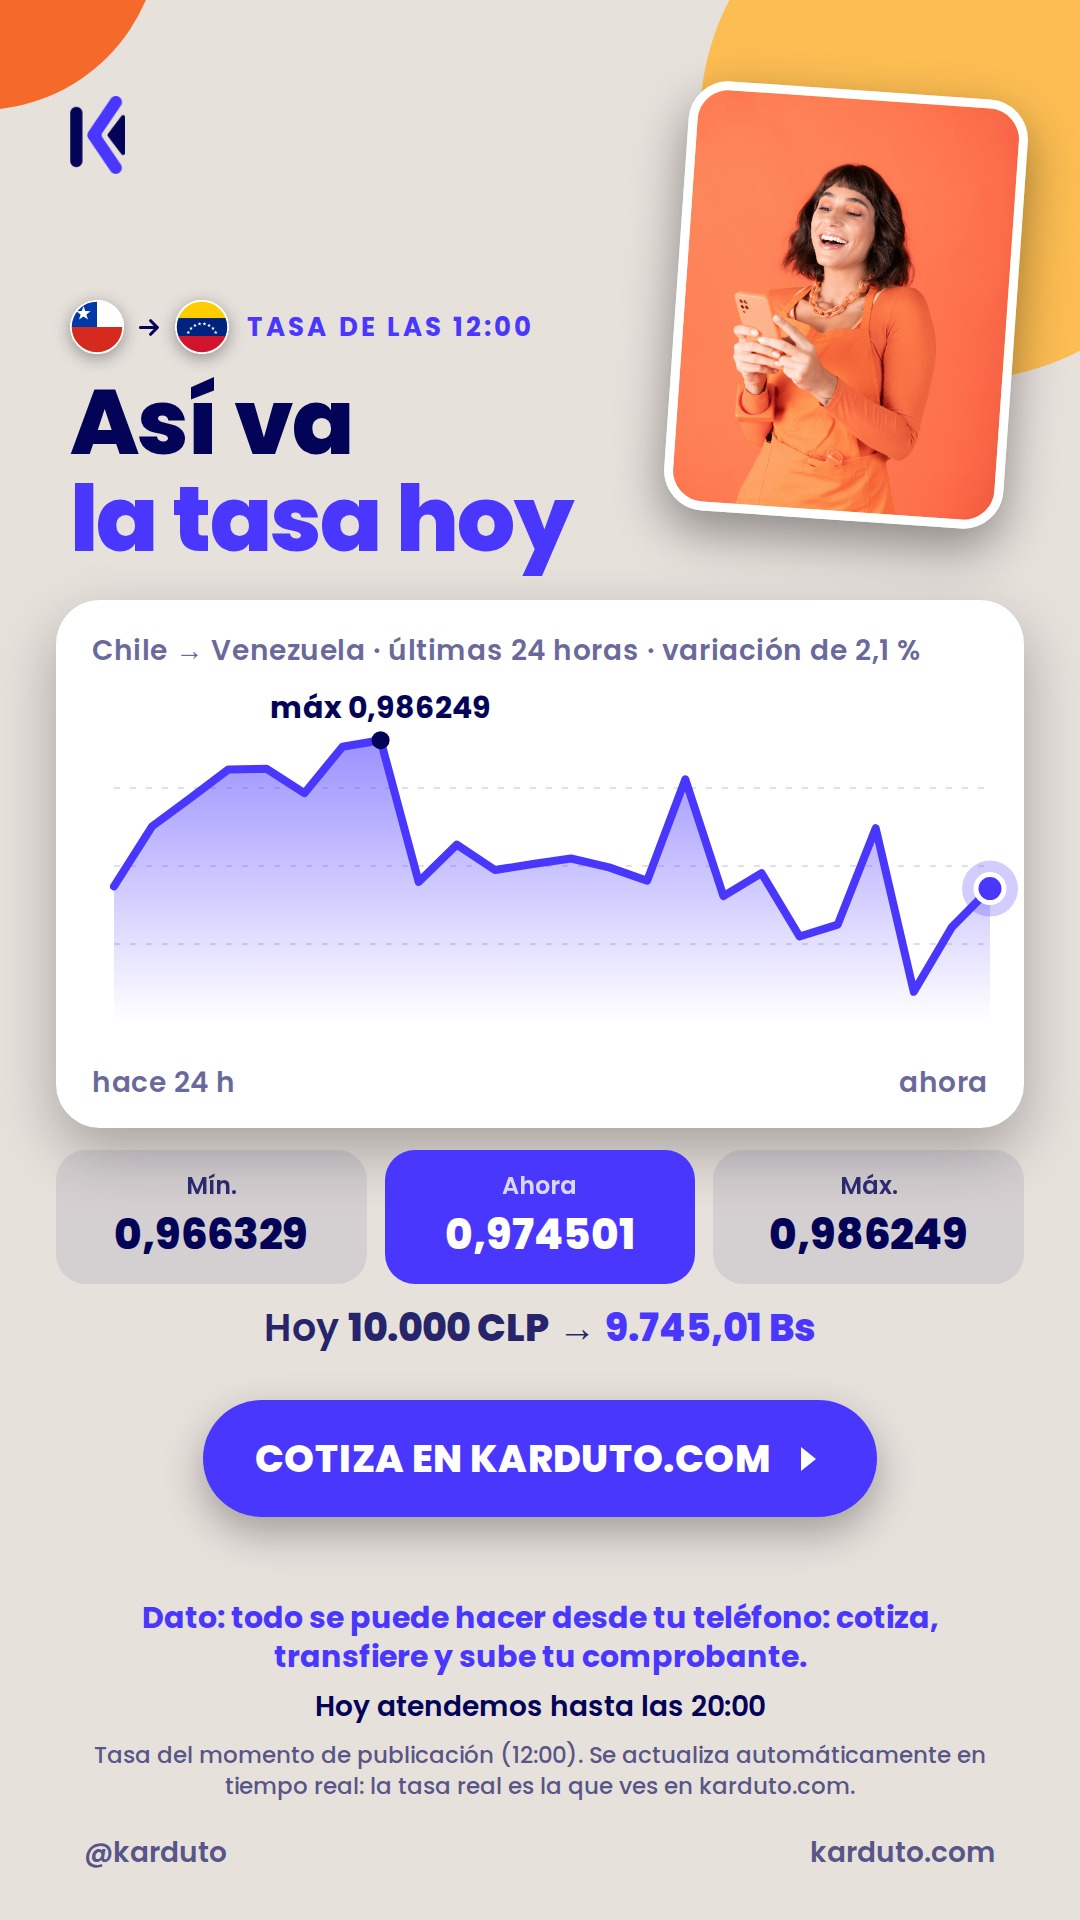 TASA DE LAS 12:00
Así va
la tasa hoy
Chile → Venezuela · últimas 24 horas · variación de 2,1 %
máx 0,986249
hace 24 h
ahora
Mín.
0,966329
Ahora
0,974501
Máx.
0,986249
Hoy 10.000 CLP → 9.745,01 Bs
COTIZA EN KARDUTO.COM
Dato: todo se puede hacer desde tu teléfono: cotiza,
transfiere y sube tu comprobante.
Hoy atendemos hasta las 20:00
Tasa del momento de publicación (12:00). Se actualiza automáticamente en
tiempo real: la tasa real es la que ves en karduto.com.
@karduto
karduto.com